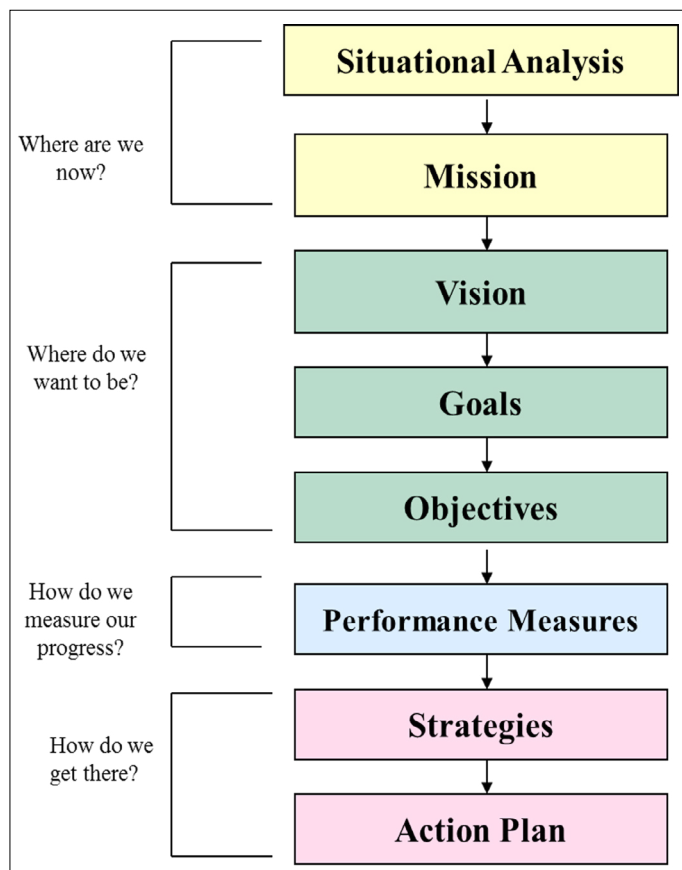 Situational Analysis
Where are we
now?
Mission
Vision
Where do we
want to be?
Goals
Objectives
How do we
measure our
progress?
Performance Measures
Strategies
How do we
get there?
Action Plan